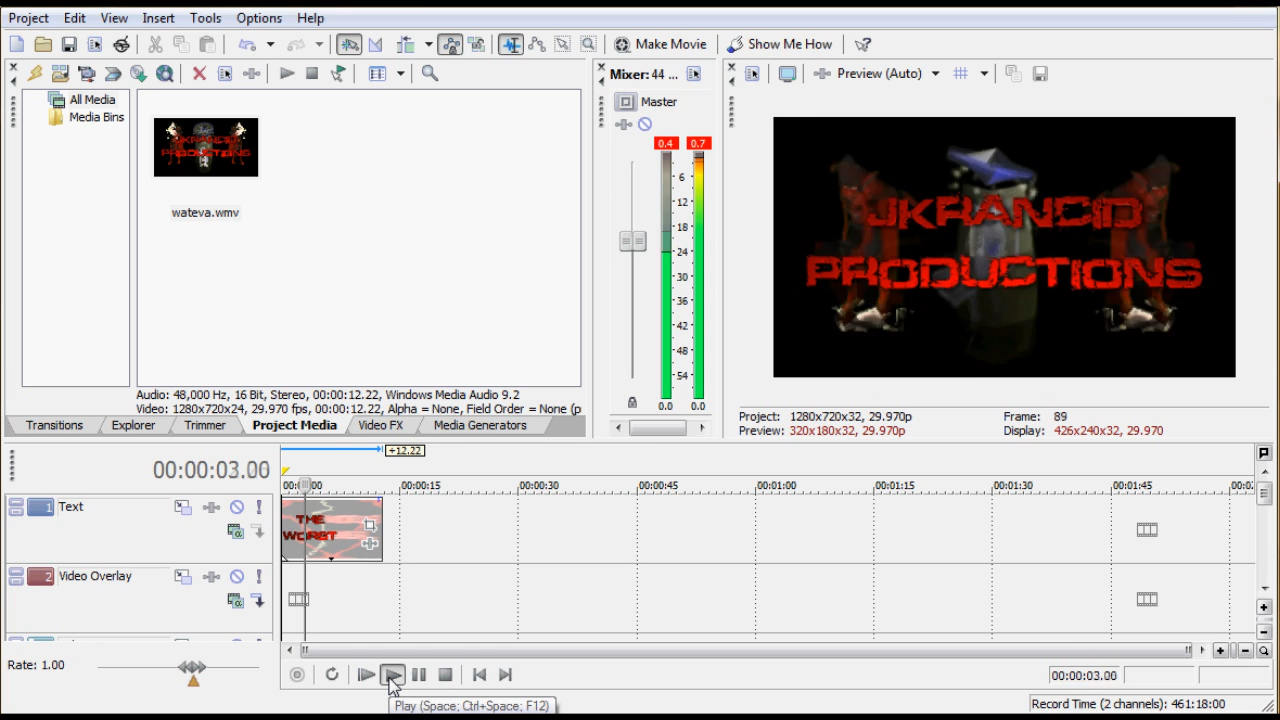 Project Edit View Insert Tools Options Help
Make Movie Show Me How
Mixer: 44 ... Preview (Auto)
All Media
Media Bins
Master
0.4 0.7
6
12
18
24
30
36
42
48
54
0.0 0.0
wateva.wmv
JKRANCID
PRODUCTIONS
JKRANCID
PRODUCTIONS
Audio: 48,000 Hz, 16 Bit, Stereo, 00:00:12.22, Windows Media Audio 9.2
Video: 1280x720x24, 29.970 fps, 00:00:12.22, Alpha = None, Field Order = None (p
Transitions Explorer Trimmer Project Media Video FX Media Generators
Project: 1280x720x32, 29.970p Frame: 89
Preview: 320x180x32, 29.970p Display: 426x240x32, 29.970
+12.22
00:00:03.00
00:00:15 00:00:30 00:00:45 00:01:00 00:01:15 00:01:30 00:01:45
1 Text
THE
WORST
2 Video Overlay
Rate: 1.00
00:00:03.00
Play (Space; Ctrl+Space; F12)
Record Time (2 channels): 461:18:00